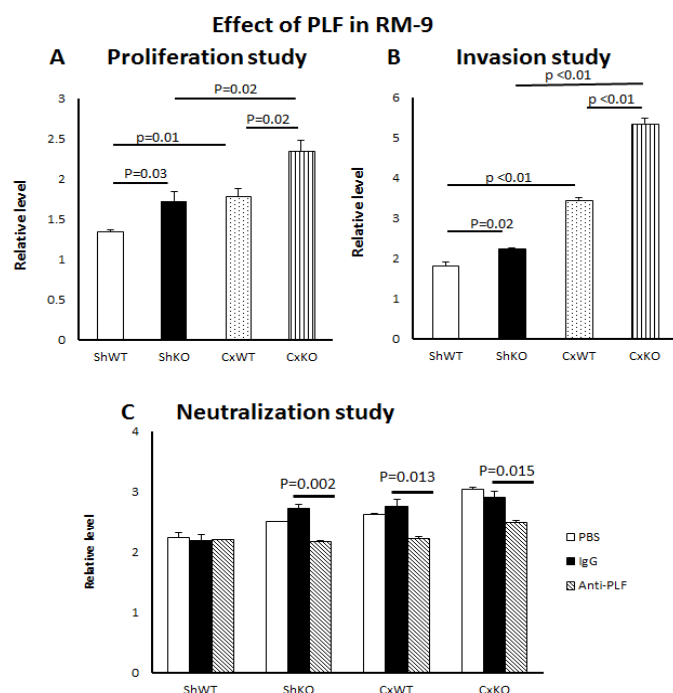 Effect of PLF in RM-9
A Proliferation study
P=0.02
P=0.02
p=0.01
P=0.03
Relative level
3
2.5
2
1.5
1
0.5
0
ShWT ShKO CxWT CxKO
B Invasion study
p <0.01
p <0.01
p <0.01
P=0.02
Relative level
6
5
4
3
2
1
0
ShWT ShKO CxWT CxKO
C Neutralization study
P=0.002 P=0.013 P=0.015
Relative level
4
3
2
1
0
ShWT ShKO CxWT CxKO
PBS
IgG
Anti-PLF